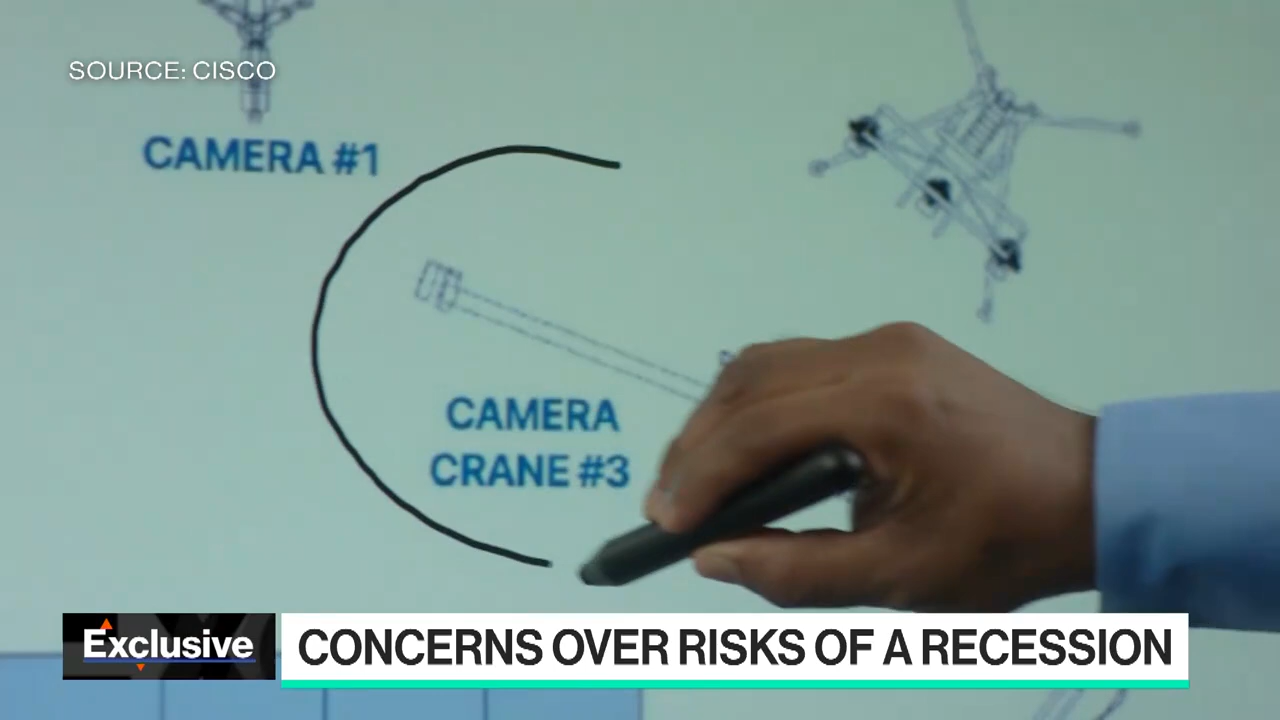 SOURCE: CISCO
CAMERA #1
CAMERA
CRANE #3
Exclusive
CONCERNS OVER RISKS OF A RECESSION